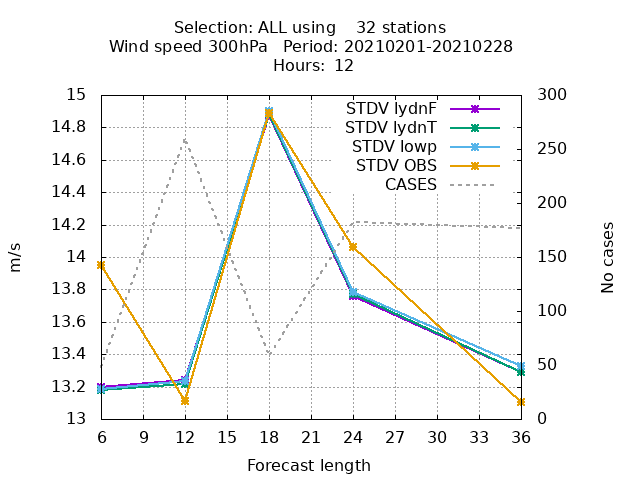 Selection: ALL using    32 stations
Wind speed 300hPa   Period: 20210201-20210228
Hours:  12
STDV lydnF
STDV lydnT
STDV lowp
STDV OBS
CASES
15
14.8
14.6
14.4
14.2
14
13.8
13.6
13.4
13.2
13
300
250
200
150
100
50
0
m/s
No cases
6 9 12 15 18 21 24 27 30 33 36
Forecast length